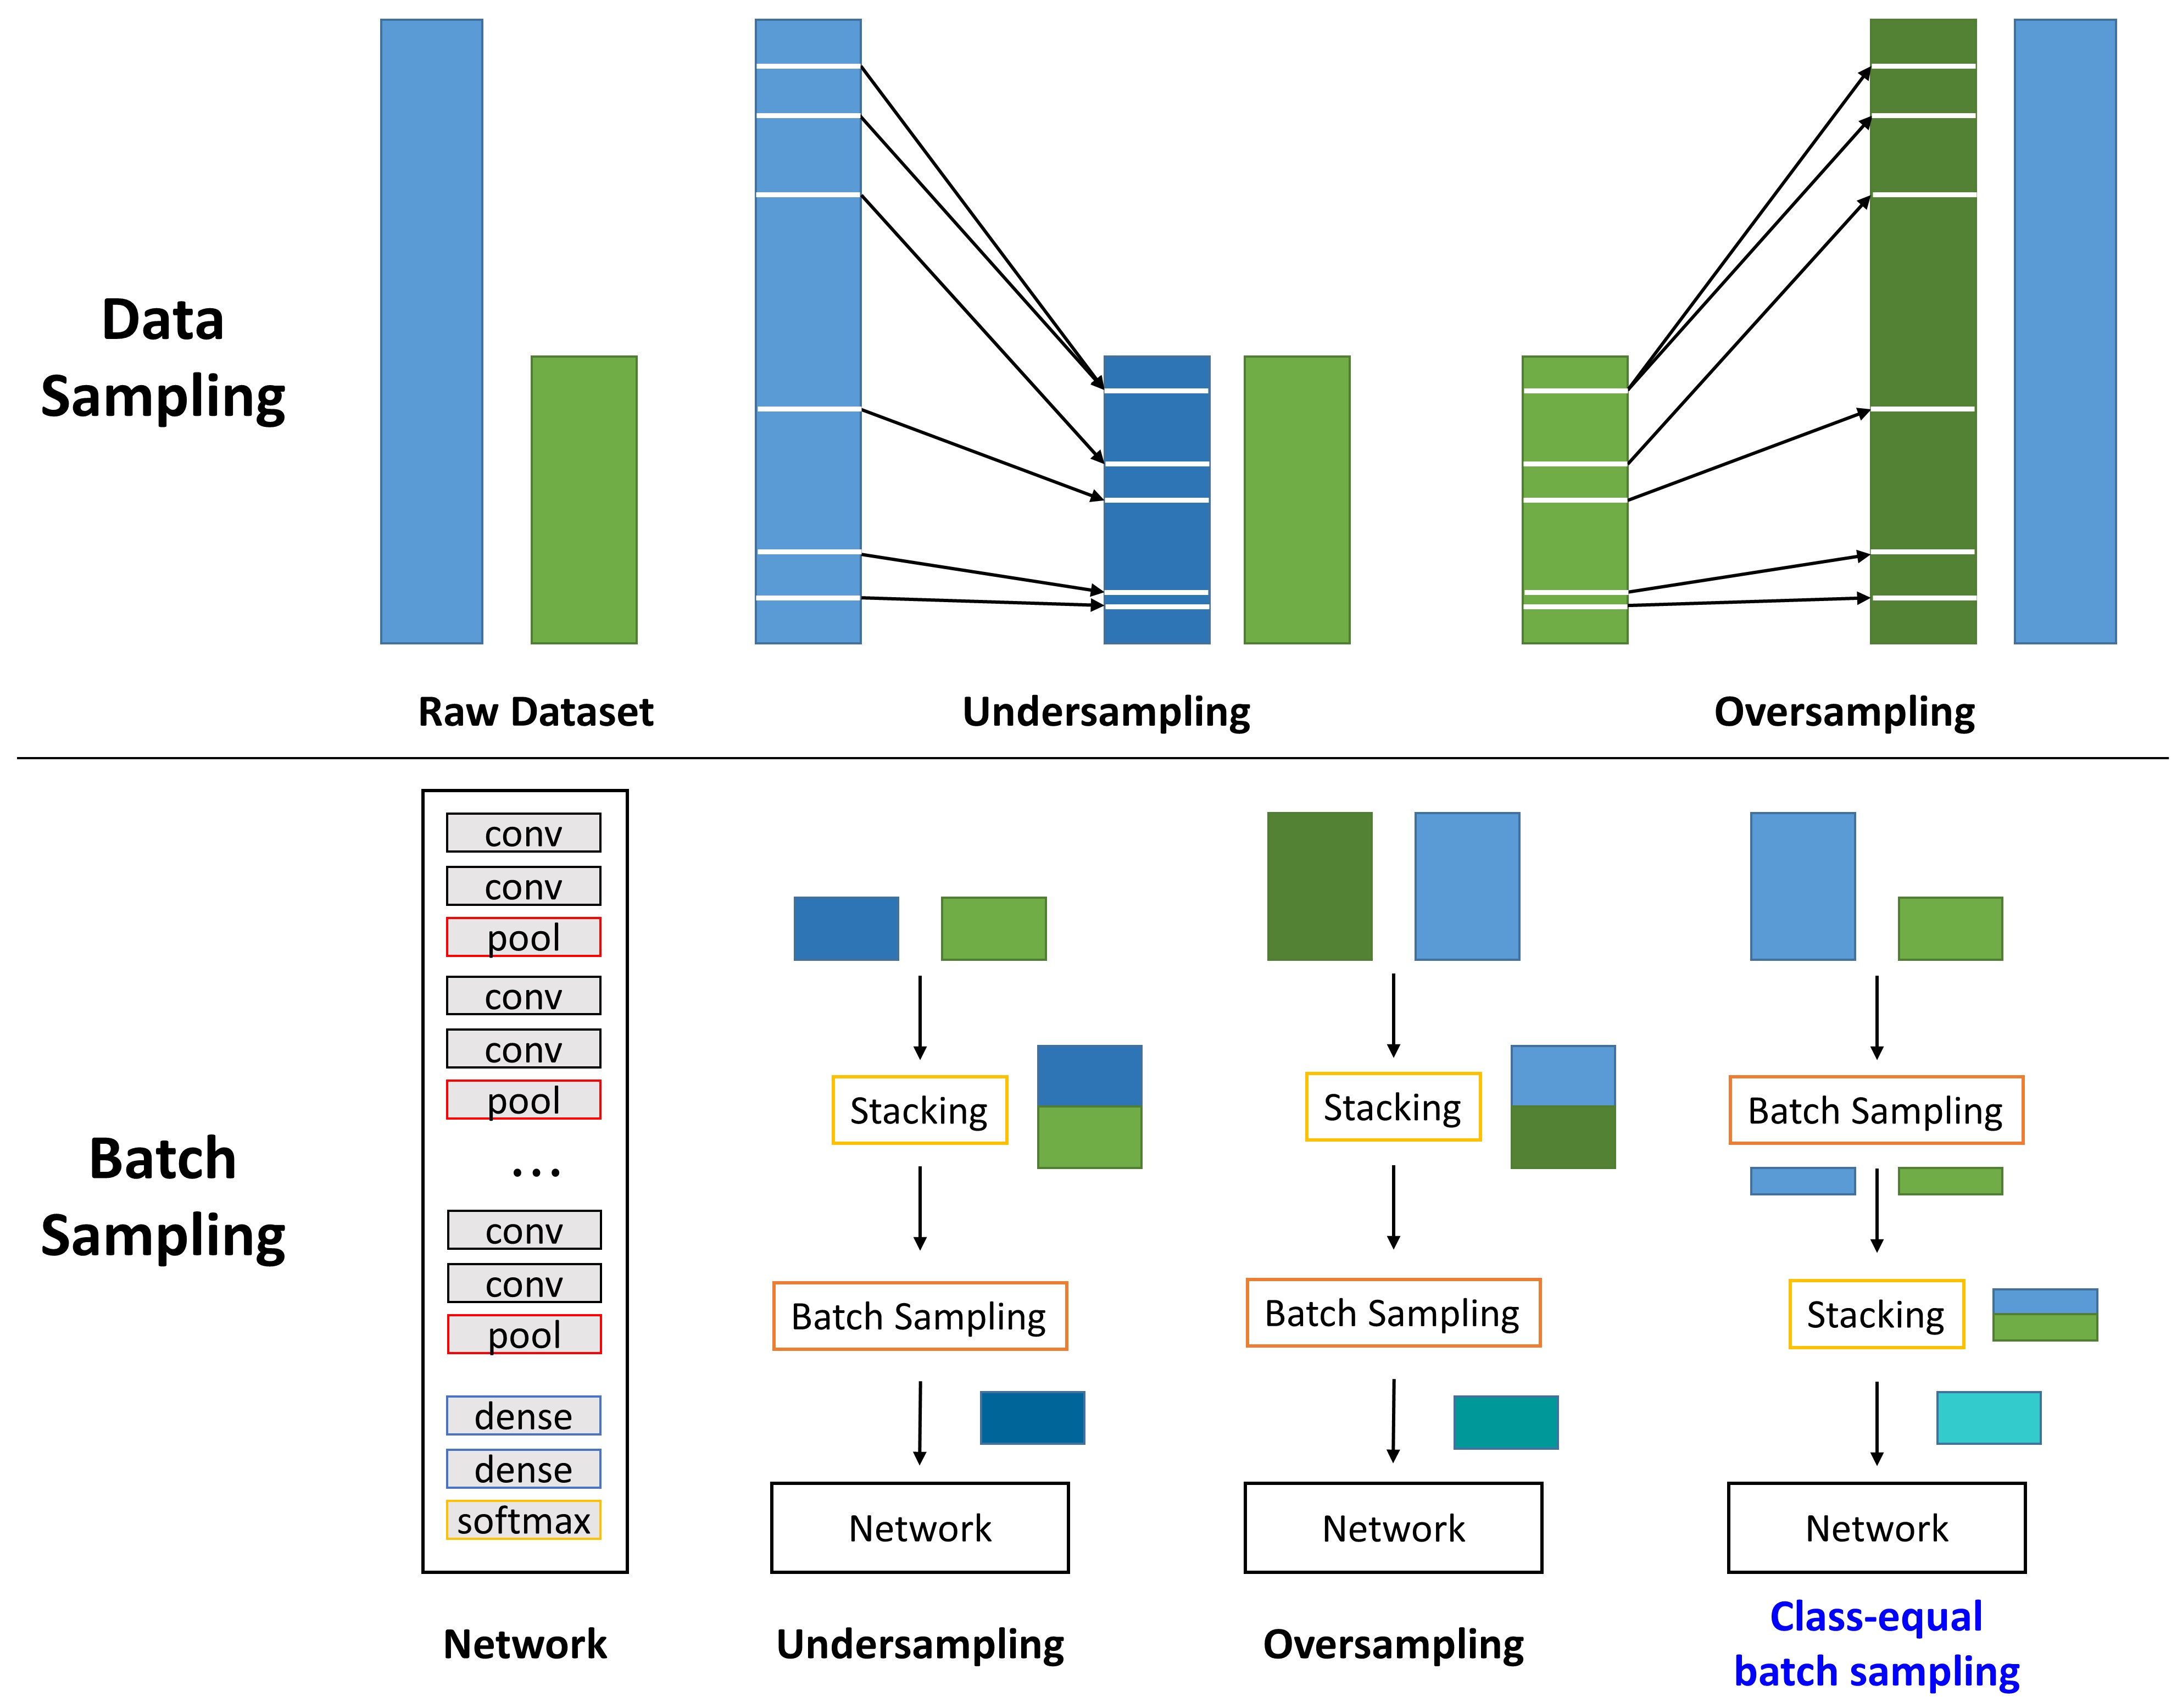 Data
Sampling
Raw Dataset
Undersampling
Oversampling
Batch
Sampling
conv
conv
pool
conv
conv
pool
...
conv
conv
pool
dense
dense
softmax
Network
Stacking
Batch Sampling
Network
Undersampling
Stacking
Batch Sampling
Network
Oversampling
Batch Sampling
Stacking
Network
Class-equal
batch sampling